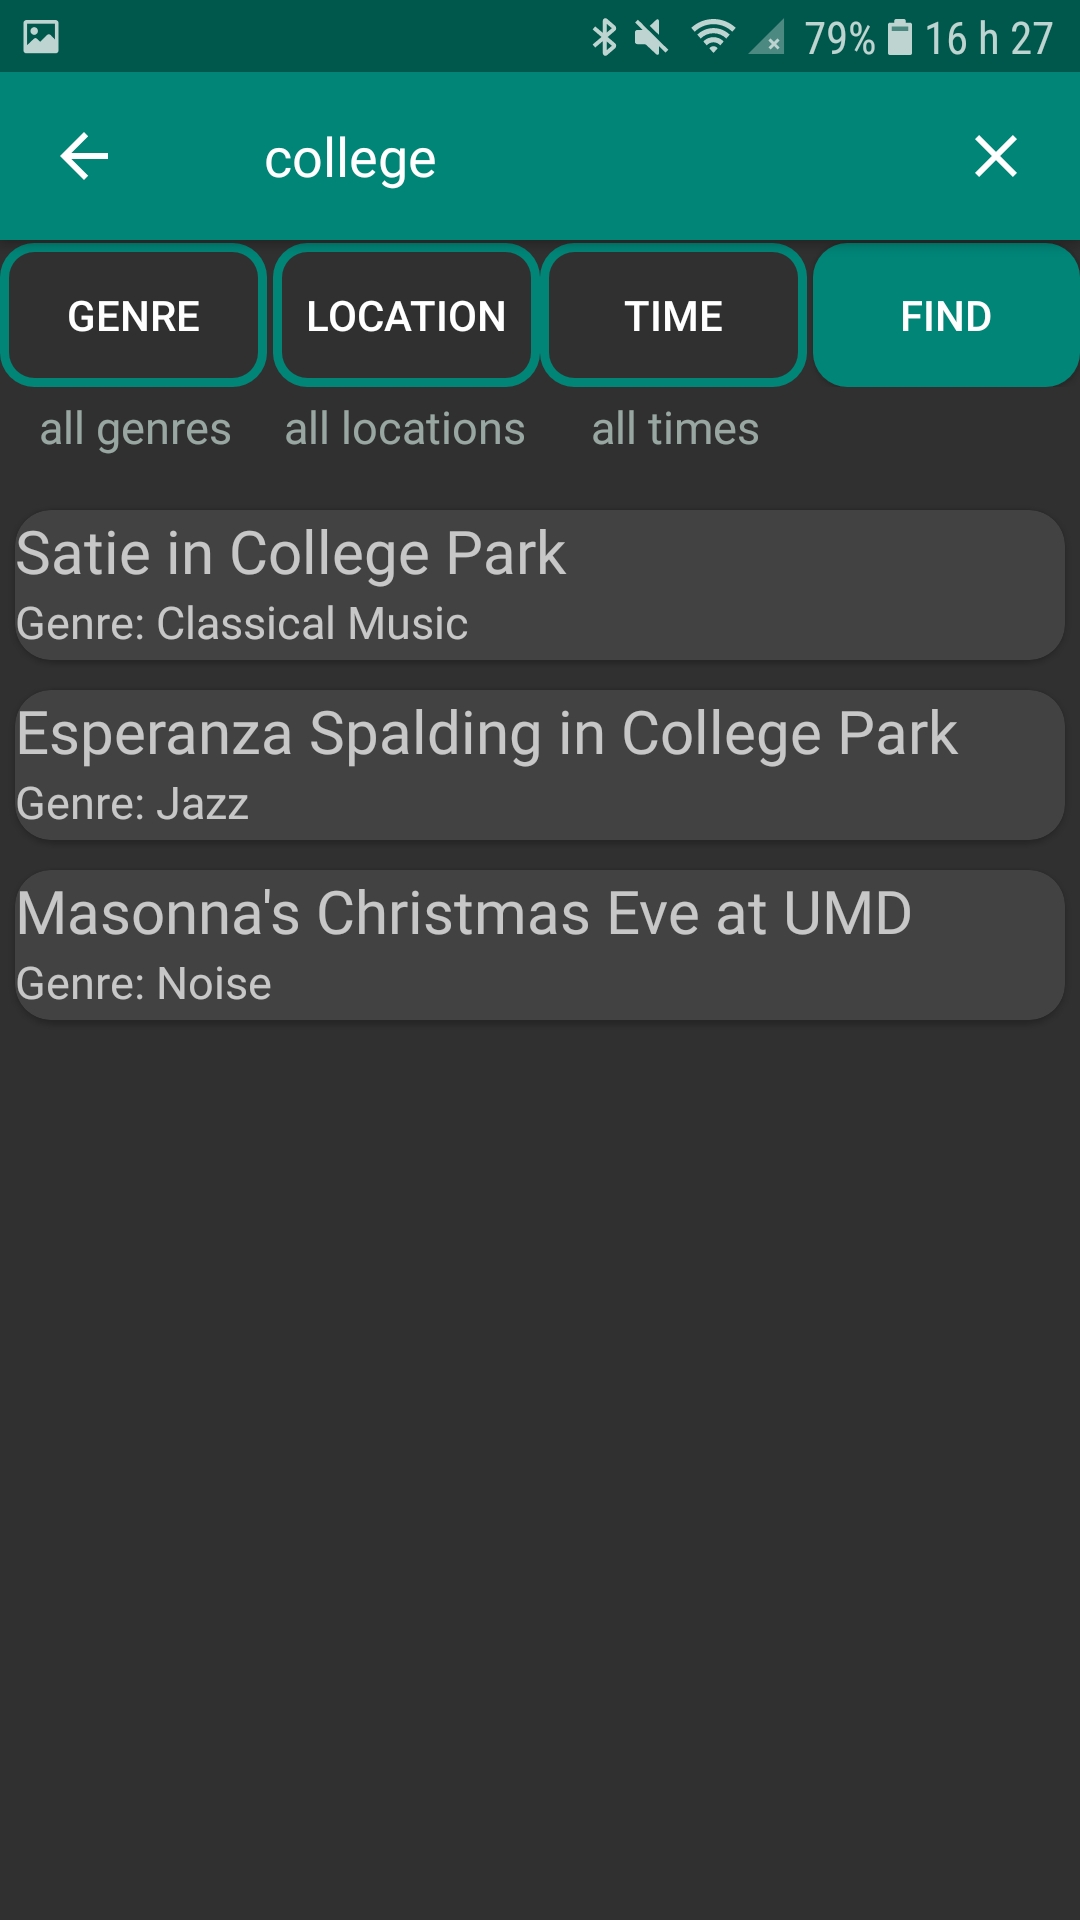 79% 16 h 27
college
GENRE LOCATION TIME FIND
all genres all locations all times
Satie in College Park
Genre: Classical Music
Esperanza Spalding in College Park
Genre: Jazz
Masonna's Christmas Eve at UMD
Genre: Noise